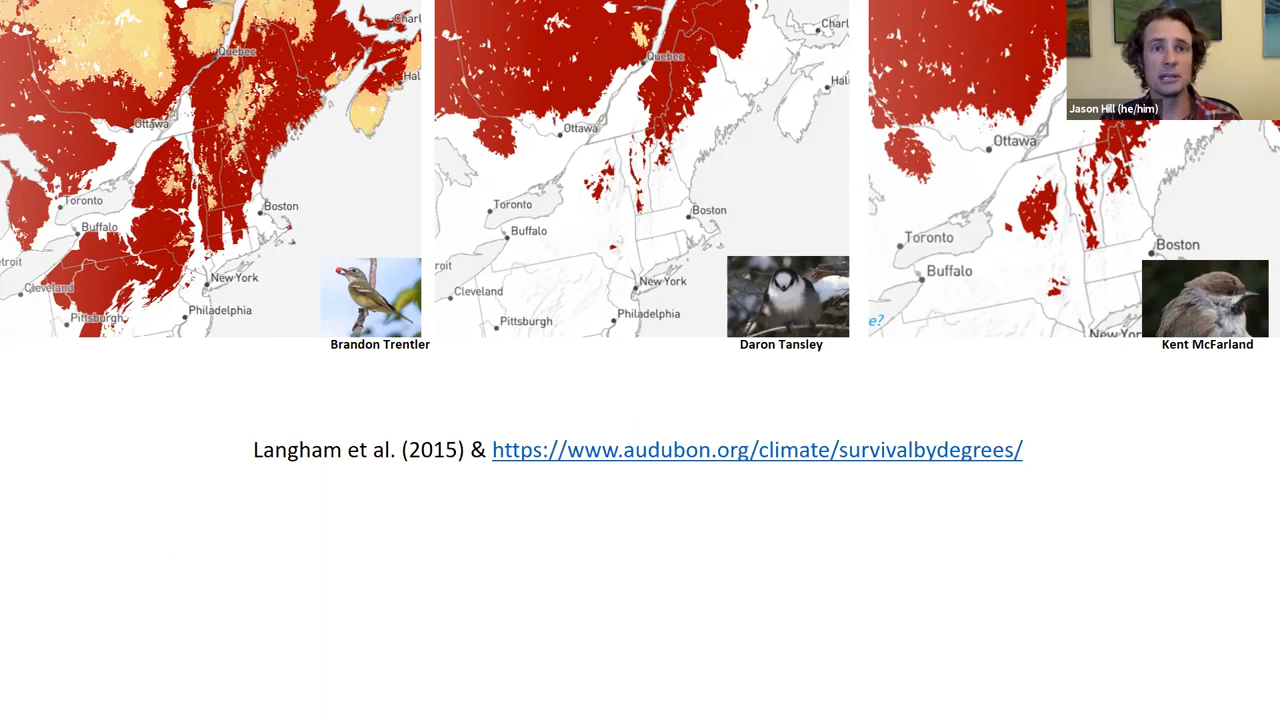 Quebec
Charl
Hal
Ottawa
Toronto
Buffalo
etroit
Cleveland
Pittsburgh
Boston
New York
Philadelphia
Brandon Trentler
Charl
Quebec
Hal
Ottawa
Toronto
Buffalo
Boston
roit
Cleveland
New York
Pittsburgh
Philadelphia
Daron Tansley
Jason Hill (he/him)
Ottawa
Toronto
Boston
Buffalo
e?
New Yor
Kent McFarland
Langham et al. (2015) & https://www.audubon.org/climate/survivalbydegrees/